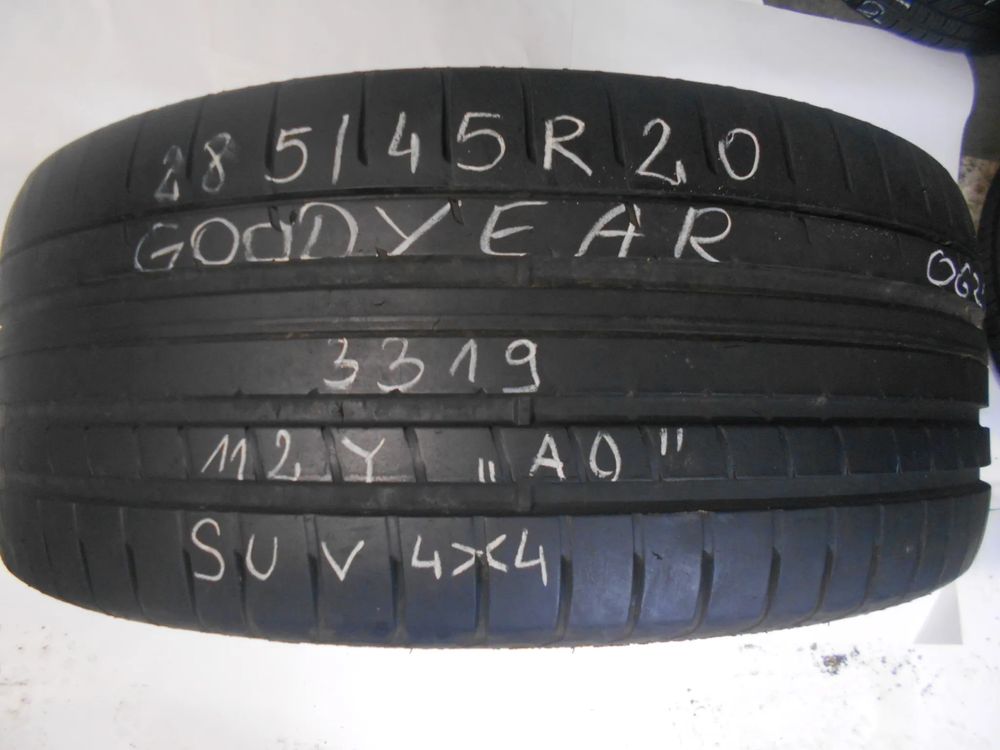 285/45R20
GOODYEAR
3319
112Y „AO"
SUV 4x4